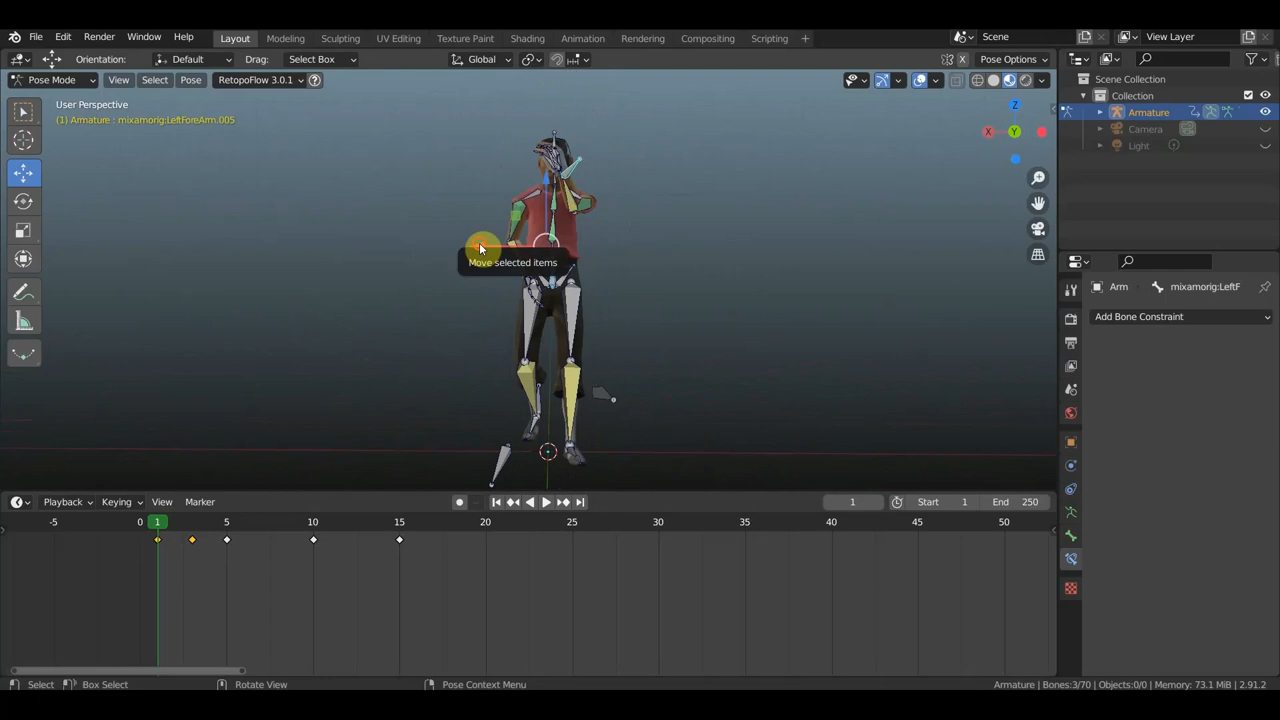 File Edit Render Window Help Layout Modeling Sculpting UV Editing Texture Paint Shading Animation Rendering Compositing Scripting + Scene View Layer
Orientation: Default Drag: Select Box Global X Pose Options
Pose Mode View Select Pose RetopoFlow 3.0.1 ?
Scene Collection
Collection
Armature
Camera
Light
User Perspective
(1) Armature : mixamorig:LeftForeArm.005
Z
X Y
Move selected items
Arm mixamorig:LeftF
Add Bone Constraint
Playback Keying View Marker 1 Start 1 End 250
-5 0 1 5 10 15 20 25 30 35 40 45 50
Select Box Select Rotate View Pose Context Menu Armature | Bones:3/70 | Objects:0/0 | Memory: 73.1 MiB | 2.91.2